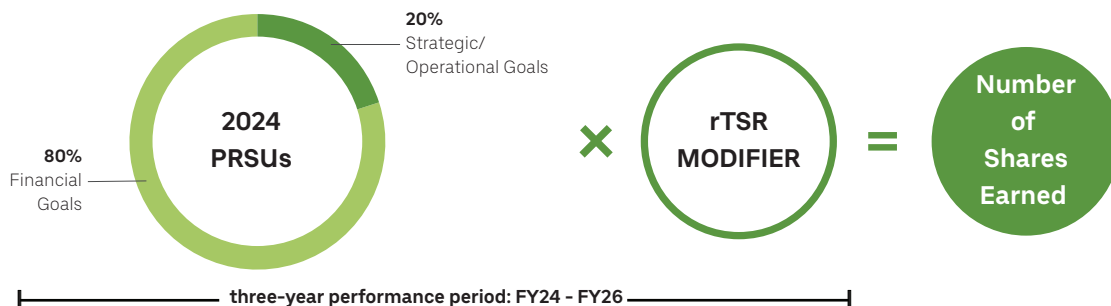 20%
Strategic/
Operational Goals
2024
PRSUs
80%
Financial
Goals
×
rTSR
MODIFIER
=
Number
of
Shares
Earned
three-year performance period: FY24 - FY26